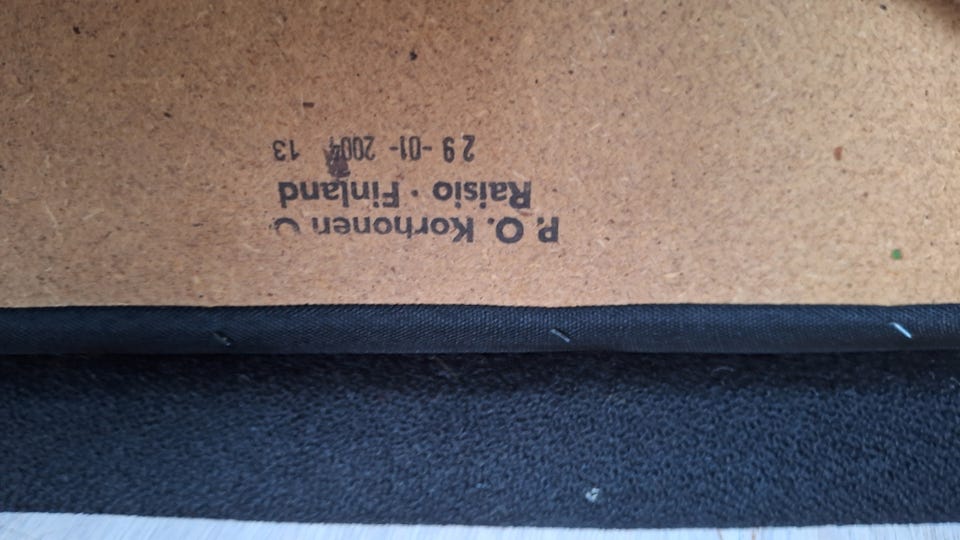 P. O. Korhonen O
Raisio · Finland
29-01-2004 13